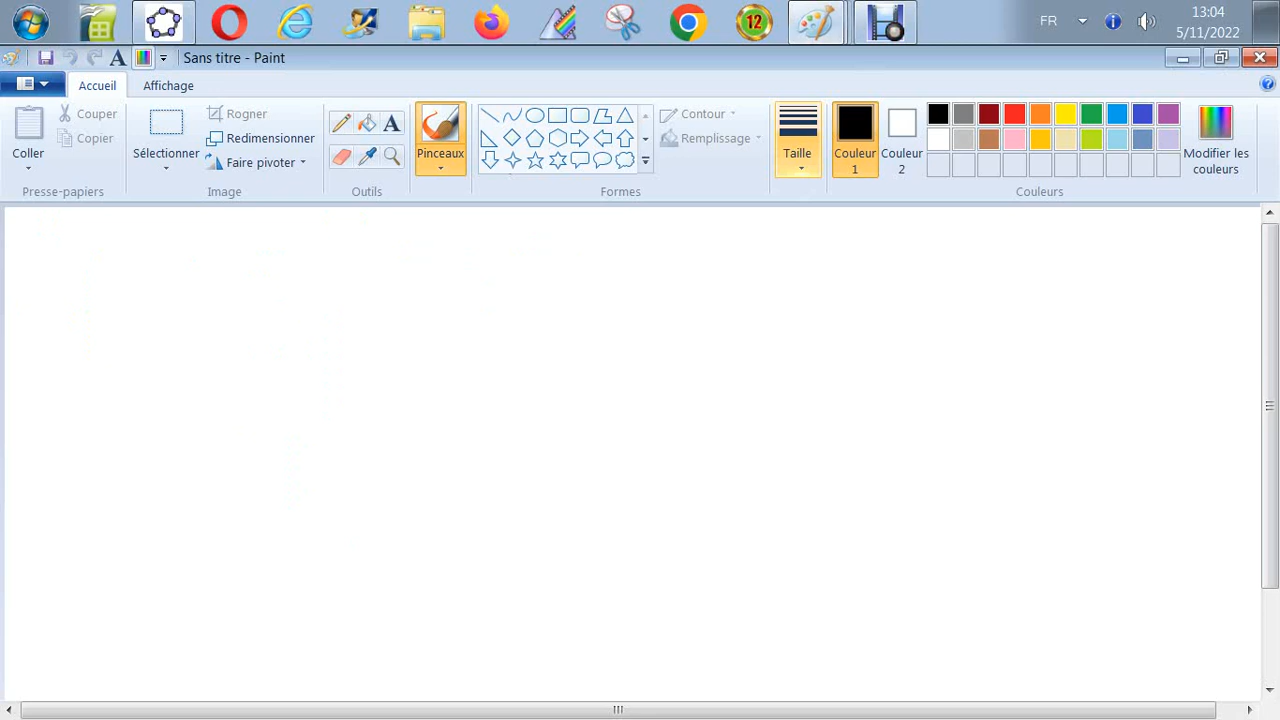 12
FR
13:04
5/11/2022
Sans titre - Paint
Accueil
Affichage
Coller
Couper
Copier
Presse-papiers
Sélectionner
Rogner
Redimensionner
Faire pivoter
Image
A
Outils
Pinceaux
Formes
Contour
Remplissage
Taille
Couleur
1
Couleur
2
Couleurs
Modifier les
couleurs